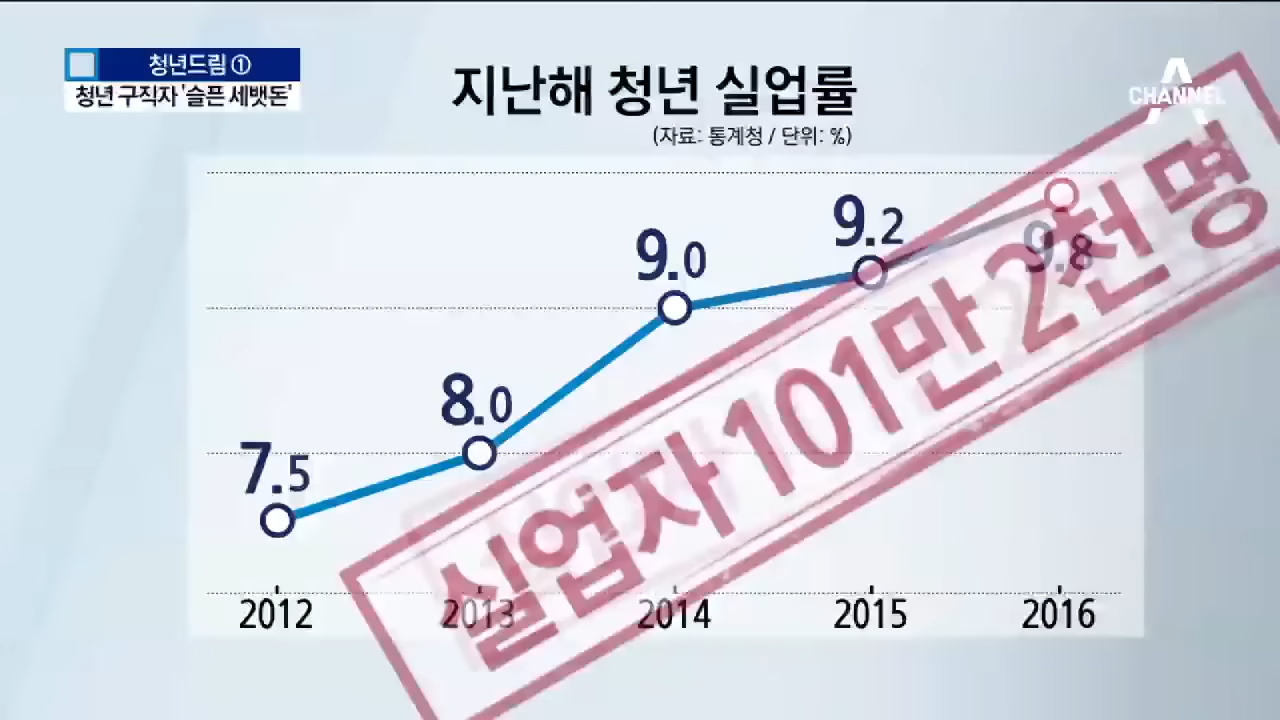 청년드림 ①
청년 구직자 '슬픈 세뱃돈'
지난해 청년 실업률
(자료: 통계청 / 단위: %)
CHANNEL A
7.5
8.0
9.0
9.2
9.8
실업자 101만 2천 명
2012
2013
2014
2015
2016